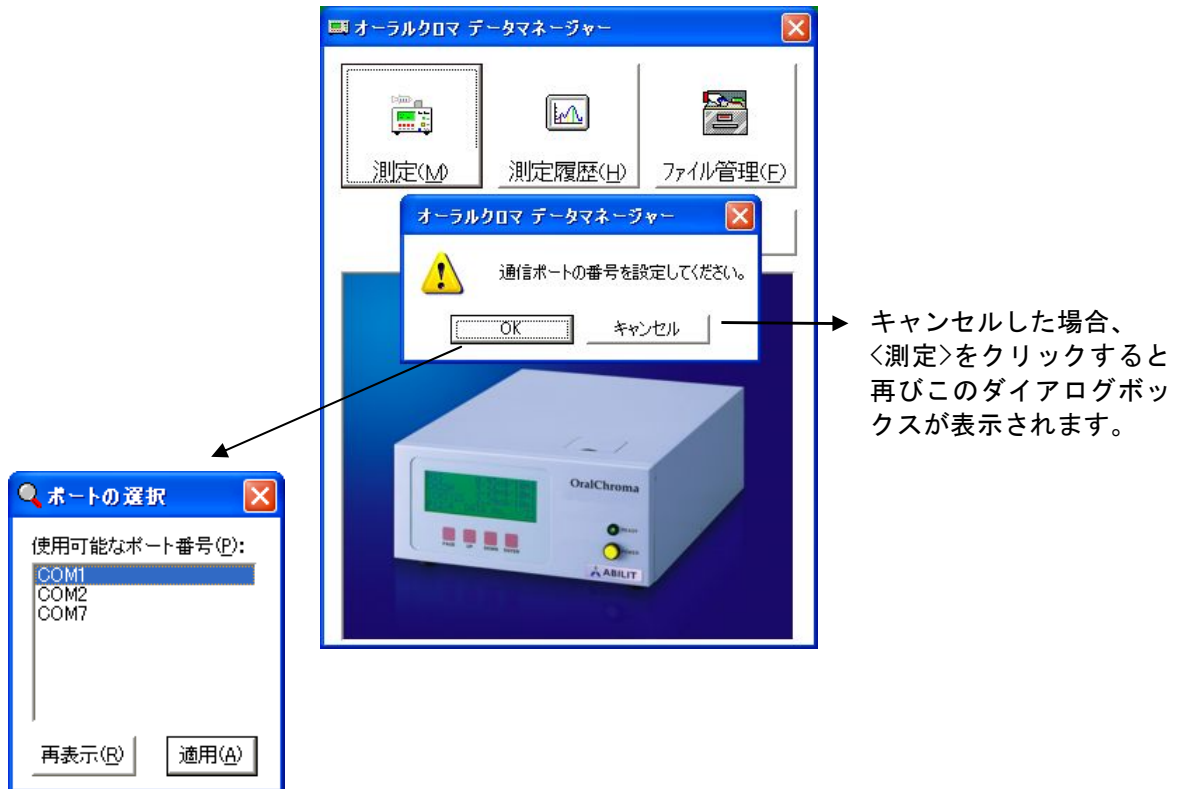 オーラルクロマ データマネージャー
測定(M)
測定履歴(H)
ファイル管理(F)
オーラルクロマ データマネージャー
通信ポートの番号を設定してください。
OK
キャンセル
キャンセルした場合、
<測定>をクリックすると
再びこのダイアログボッ
クスが表示されます。
OralChroma
READY
POWER
PAGE UP DOWN ENTER
ABILIT
ポートの選択
使用可能なポート番号(P):
COM1
COM2
COM7
再表示(R)
適用(A)